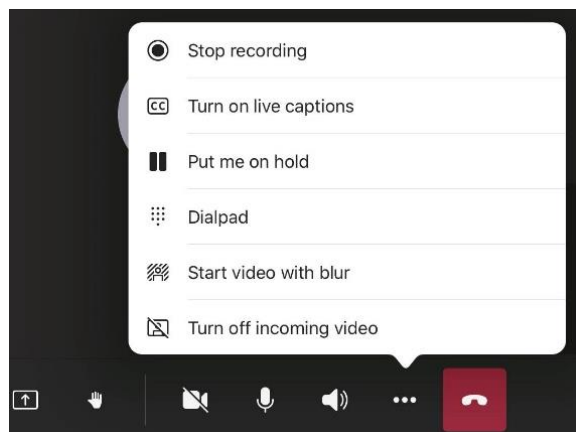 Stop recording
CC Turn on live captions
Put me on hold
Dialpad
Start video with blur
Turn off incoming video